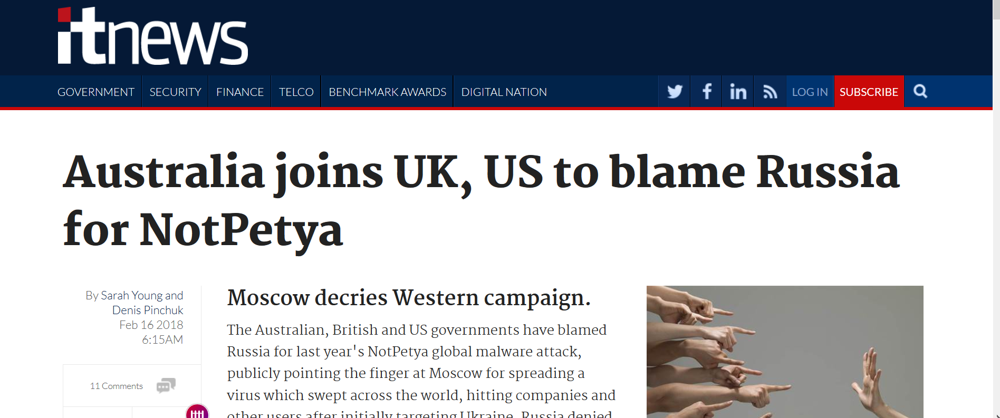 itnews
GOVERNMENT
SECURITY
FINANCE
TELCO
BENCHMARK AWARDS
DIGITAL NATION
LOG IN
SUBSCRIBE
Australia joins UK, US to blame Russia
for NotPetya
By Sarah Young and
Denis Pinchuk
Feb 16 2018
6:15AM
11 Comments
Moscow decries Western campaign.
The Australian, British and US governments have blamed
Russia for last year's NotPetya global malware attack,
publicly pointing the finger at Moscow for spreading a
virus which swept across the world, hitting companies and
other users after initially targeting Ukraine. Russia denied